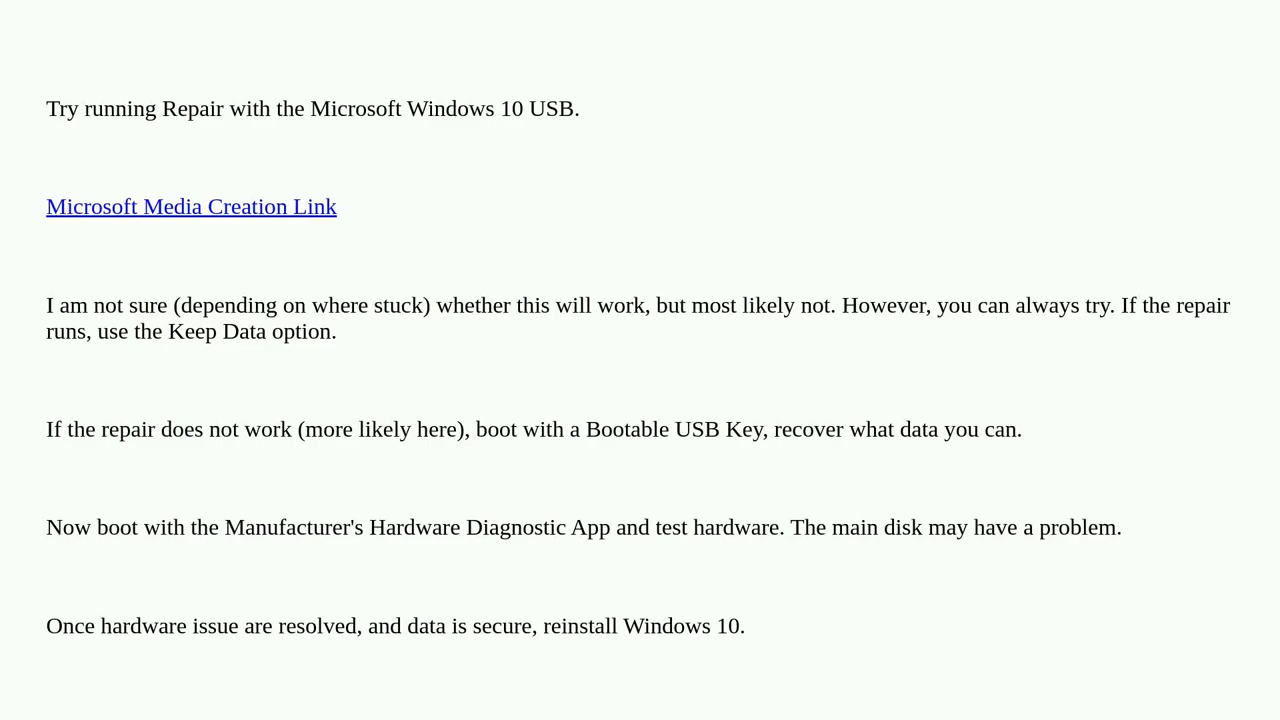 Try running Repair with the Microsoft Windows 10 USB.
Microsoft Media Creation Link
I am not sure (depending on where stuck) whether this will work, but most likely not. However, you can always try. If the repair
runs, use the Keep Data option.
If the repair does not work (more likely here), boot with a Bootable USB Key, recover what data you can.
Now boot with the Manufacturer's Hardware Diagnostic App and test hardware. The main disk may have a problem.
Once hardware issue are resolved, and data is secure, reinstall Windows 10.